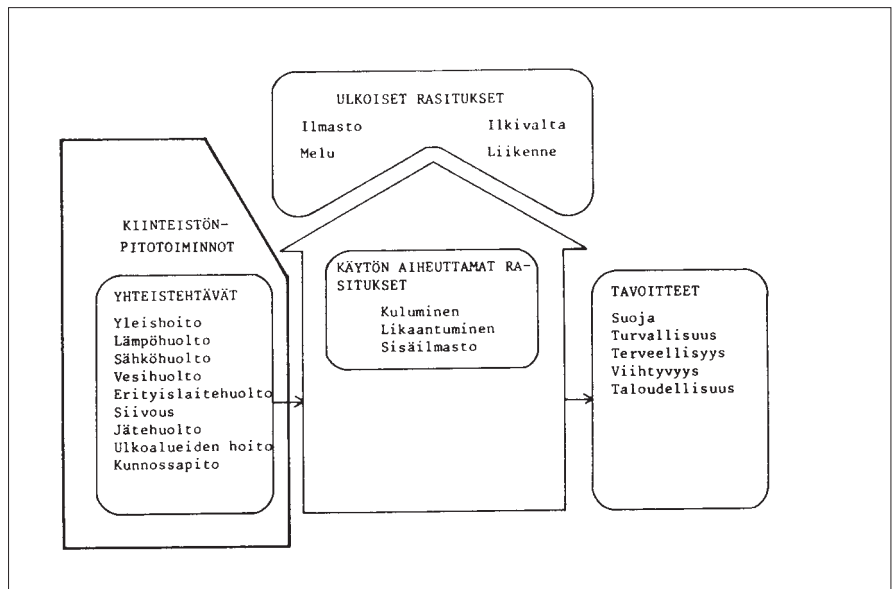 ULKOISET RASITUKSET
Ilmasto Ilkivalta
Melu Liikenne
KIINTEISTÖN-
PITOTOIMINNOT
YHTEISTEHTÄVÄT
Yleishoito
Lämpöhuolto
Sähköhuolto
Vesihuolto
Erityislaitehuolto
Siivous
Jätehuolto
Ulkoalueiden hoito
Kunnossapito
KÄYTÖN AIHEUTTAMAT RA-
SITUKSET
Kuluminen
Likaantuminen
Sisäilmasto
TAVOITTEET
Suoja
Turvallisuus
Terveellisyys
Viihtyvyys
Taloudellisuus